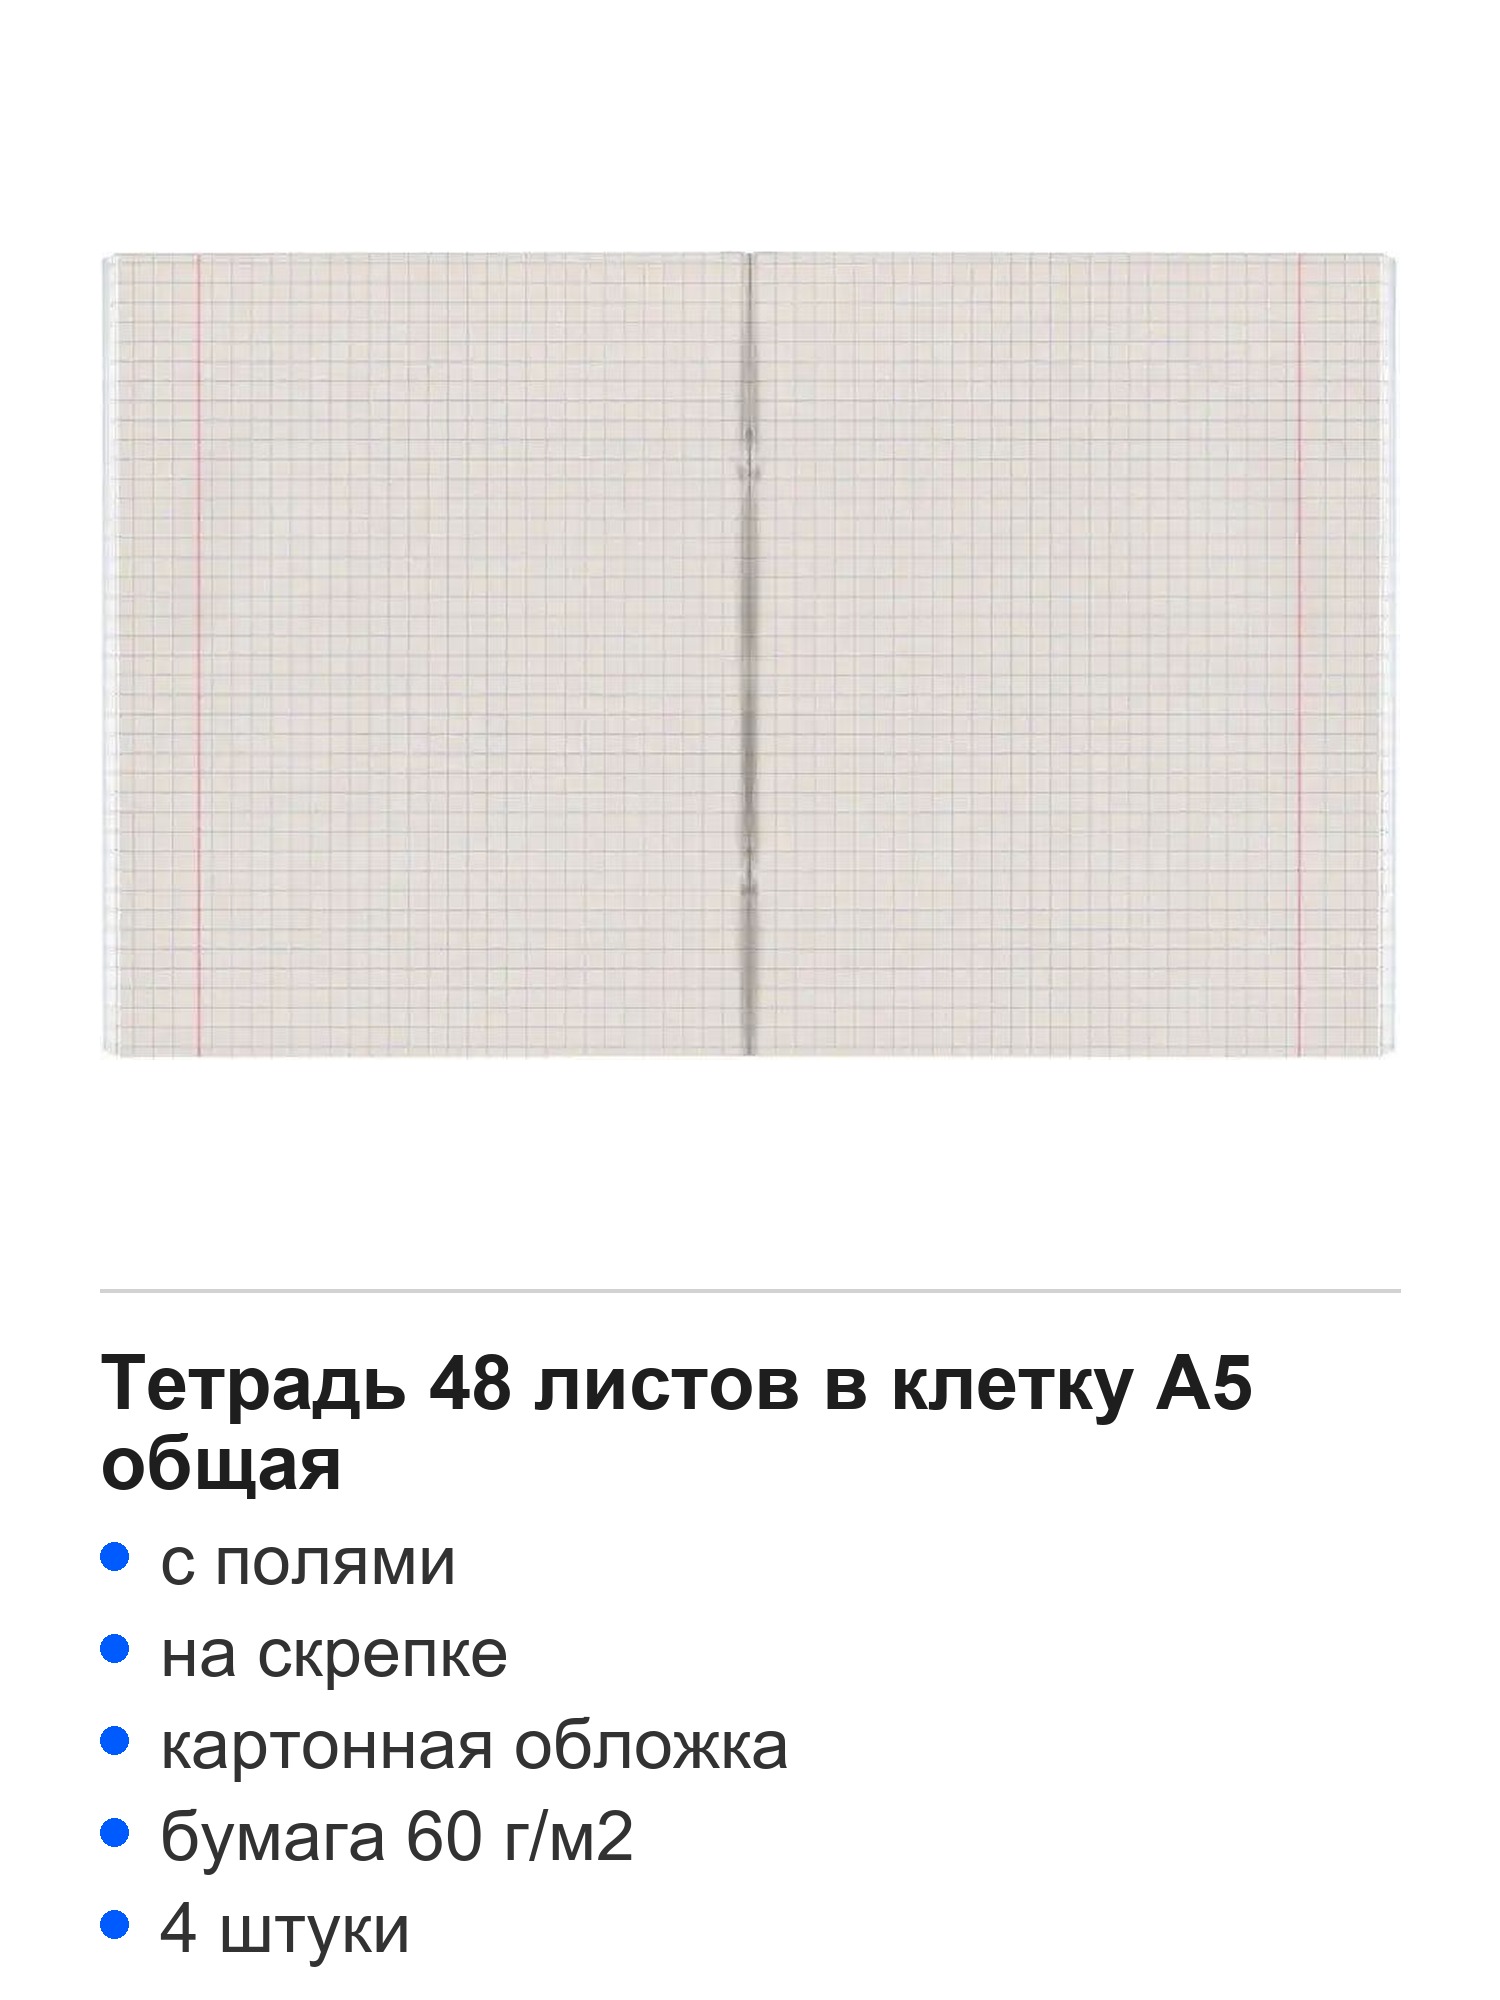 Тетрадь 48 листов в клетку А5
общая
с полями
на скрепке
картонная обложка
бумага 60 г/м2
4 штуки